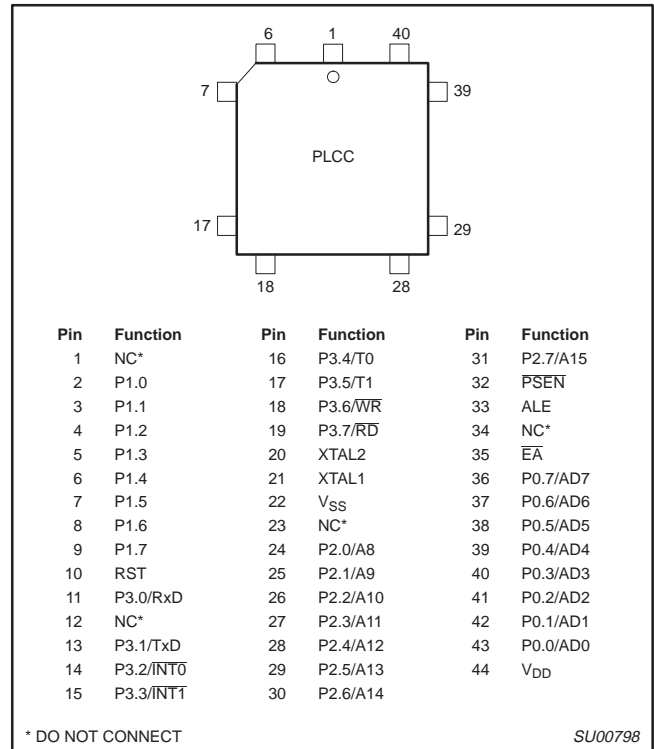 6 1 40
7 39
PLCC
17 29
18 28
Pin Function Pin Function Pin Function
1 NC* 16 P3.4/T0 31 P2.7/A15
2 P1.0 17 P3.5/T1 32 P̅S̅E̅N̅
3 P1.1 18 P3.6/W̅R̅ 33 ALE
4 P1.2 19 P3.7/R̅D̅ 34 NC*
5 P1.3 20 XTAL2 35 E̅A̅
6 P1.4 21 XTAL1 36 P0.7/AD7
7 P1.5 22 VSS 37 P0.6/AD6
8 P1.6 23 NC* 38 P0.5/AD5
9 P1.7 24 P2.0/A8 39 P0.4/AD4
10 RST 25 P2.1/A9 40 P0.3/AD3
11 P3.0/RxD 26 P2.2/A10 41 P0.2/AD2
12 NC* 27 P2.3/A11 42 P0.1/AD1
13 P3.1/TxD 28 P2.4/A12 43 P0.0/AD0
14 P3.2/I̅N̅T̅0̅ 29 P2.5/A13 44 VDD
15 P3.3/I̅N̅T̅1̅ 30 P2.6/A14
* DO NOT CONNECT SU00798